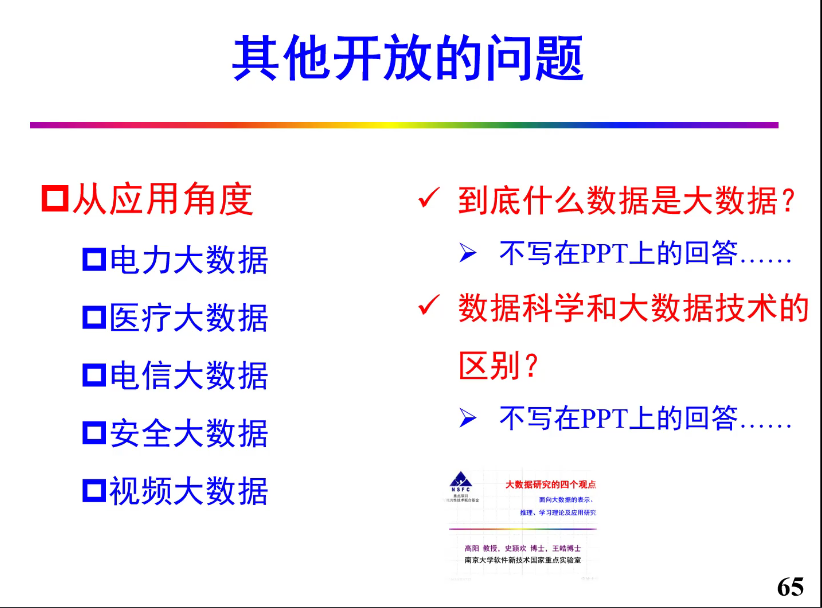 其他开放的问题
从应用角度
电力大数据
医疗大数据
电信大数据
安全大数据
视频大数据
到底什么数据是大数据?
不写在PPT上的回答……
数据科学和大数据技术的
区别?
不写在PPT上的回答……
NSFC
大数据研究的四个观点
面向大数据的表示、
推理、学习理论及应用研究
高阳 教授，史颖欢 博士，王皓博士
南京大学软件新技术国家重点实验室
65